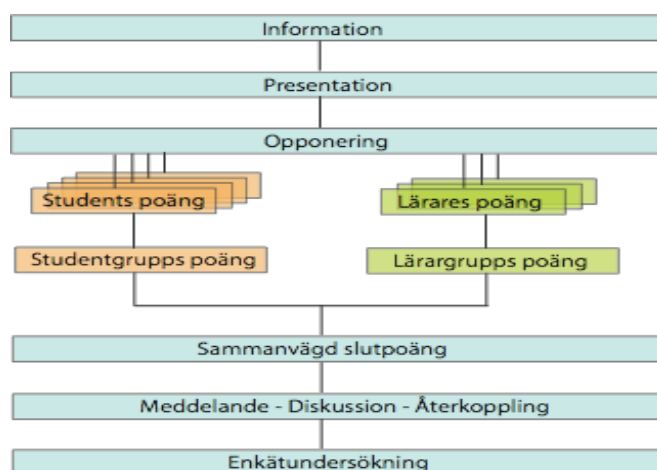 Information
Presentation
Opponering
Students poäng
Lärares poäng
Studentgrupps poäng
Lärargrupps poäng
Sammanvägd slutpoäng
Meddelande - Diskussion - Återkoppling
Enkätundersökning